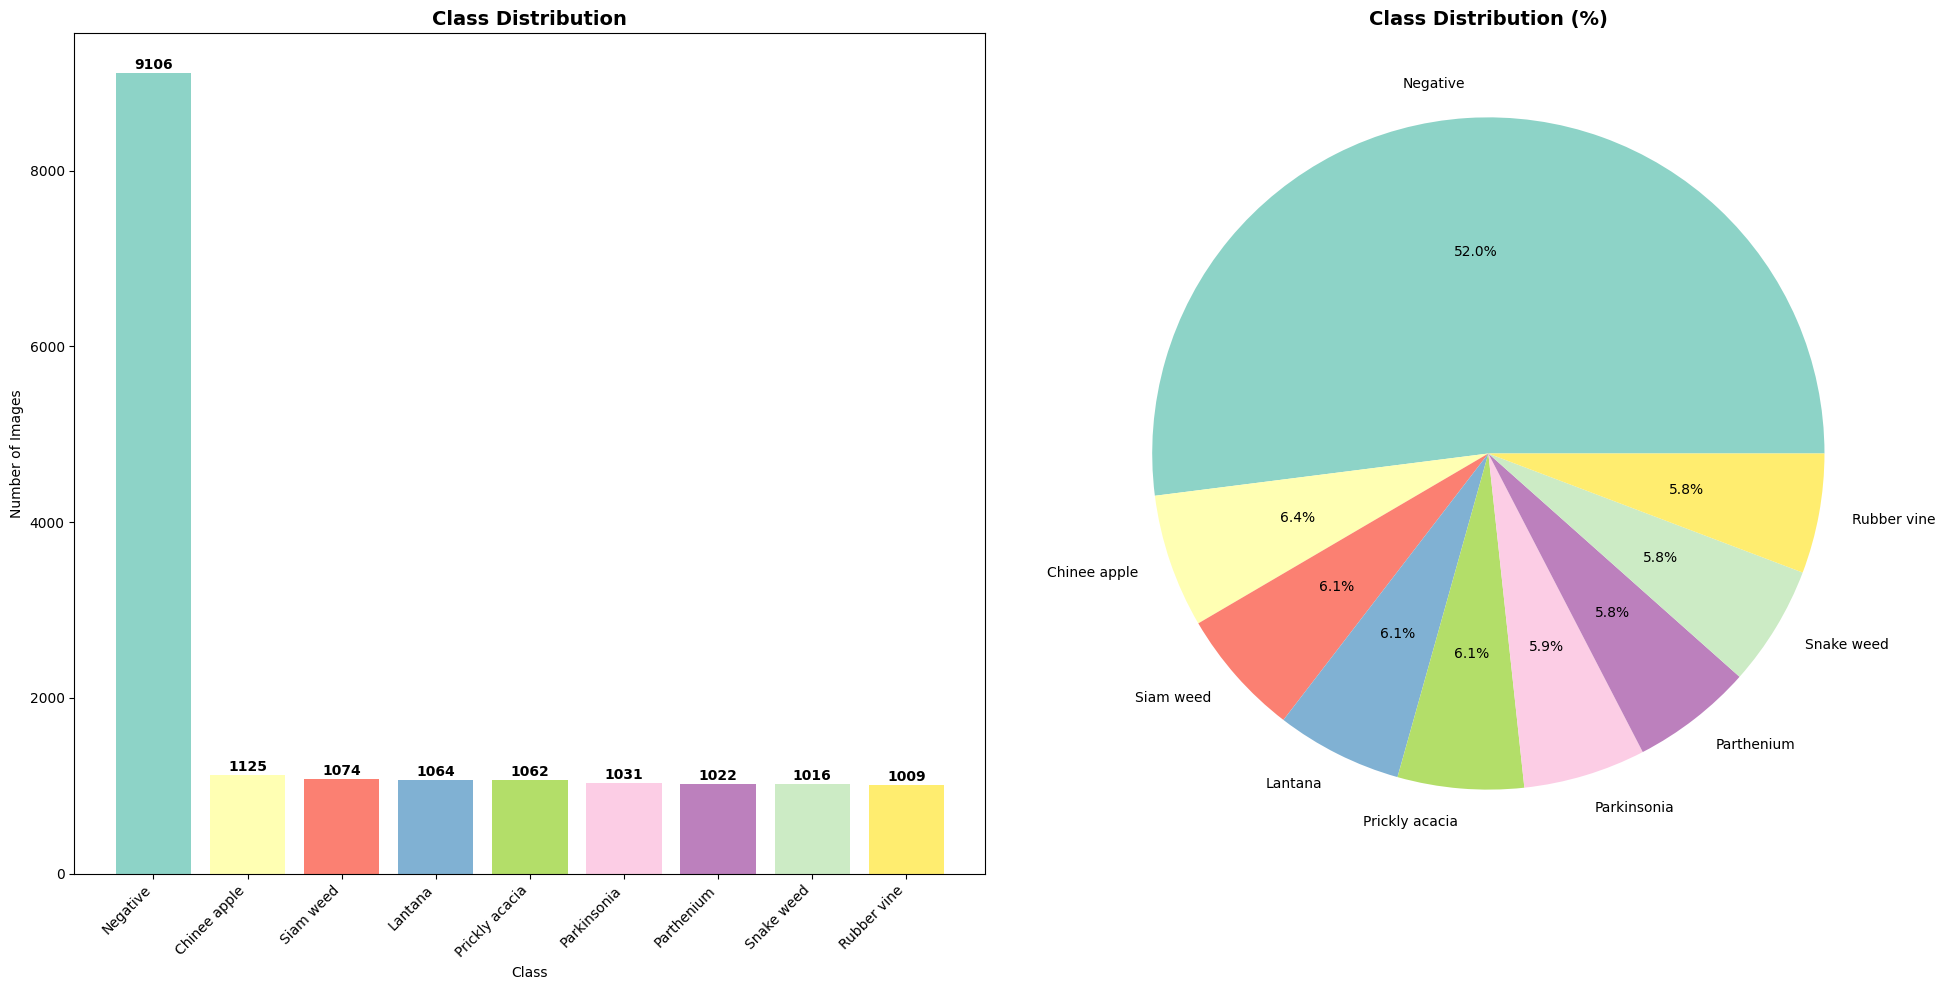 Class Distribution
Number of Images
8000
6000
4000
2000
0
9106
1125
1074
1064
1062
1031
1022
1016
1009
Negative
Chinee apple
Siam weed
Lantana
Prickly acacia
Parkinsonia
Parthenium
Snake weed
Rubber vine
Class
Class Distribution (%)
Negative
52.0%
Chinee apple
6.4%
Siam weed
6.1%
Lantana
6.1%
Prickly acacia
6.1%
Parkinsonia
5.9%
Parthenium
5.8%
Snake weed
5.8%
Rubber vine
5.8%